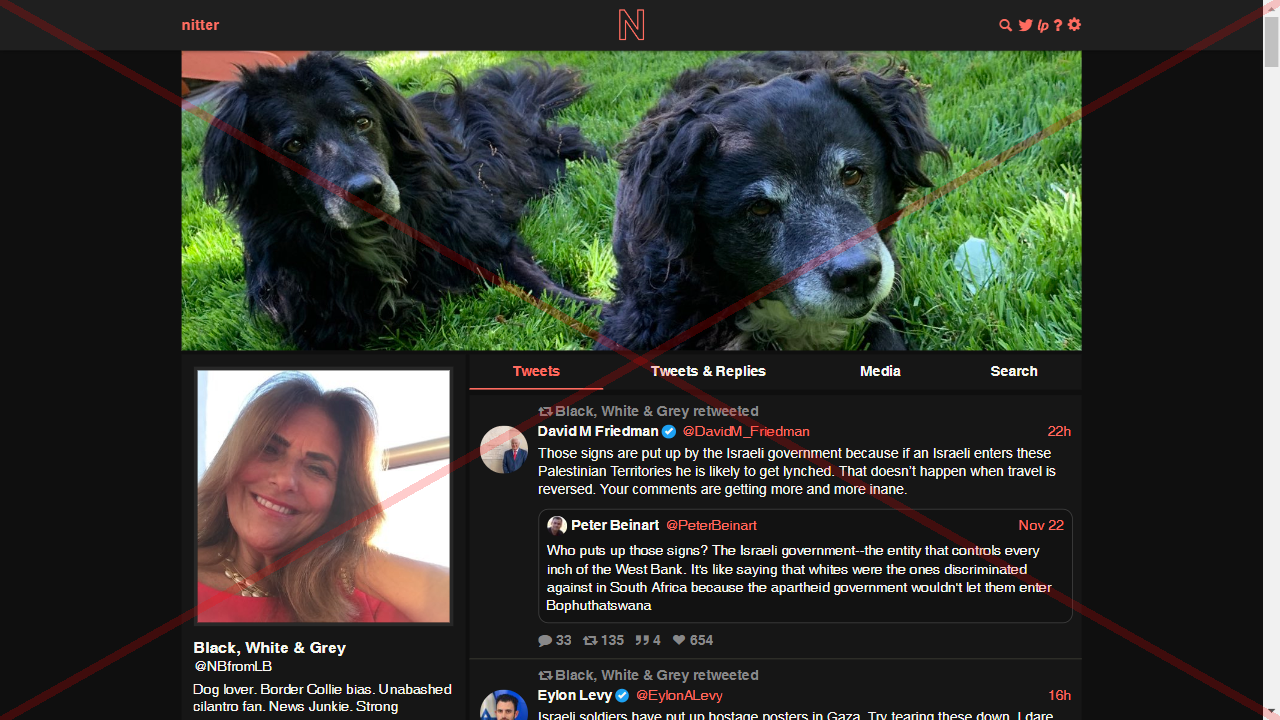 nitter
N
lp ?
Tweets
Tweets & Replies
Media
Search
Black, White & Grey
@NBfromLB
Dog lover. Border Collie bias. Unabashed
cilantro fan. News Junkie. Strong
Black, White & Grey retweeted
David M Friedman @DavidM_Friedman 22h
Those signs are put up by the Israeli government because if an Israeli enters these
Palestinian Territories he is likely to get lynched. That doesn’t happen when travel is
reversed. Your comments are getting more and more inane.
Peter Beinart @PeterBeinart Nov 22
Who puts up those signs? The Israeli government--the entity that controls every
inch of the West Bank. It's like saying that whites were the ones discriminated
against in South Africa because the apartheid government wouldn't let them enter
Bophuthatswana
33 135 4 654
Black, White & Grey retweeted
Eylon Levy @EylonALevy 16h
Israeli soldiers have put up hostage posters in Gaza. Try tearing these down, I dare